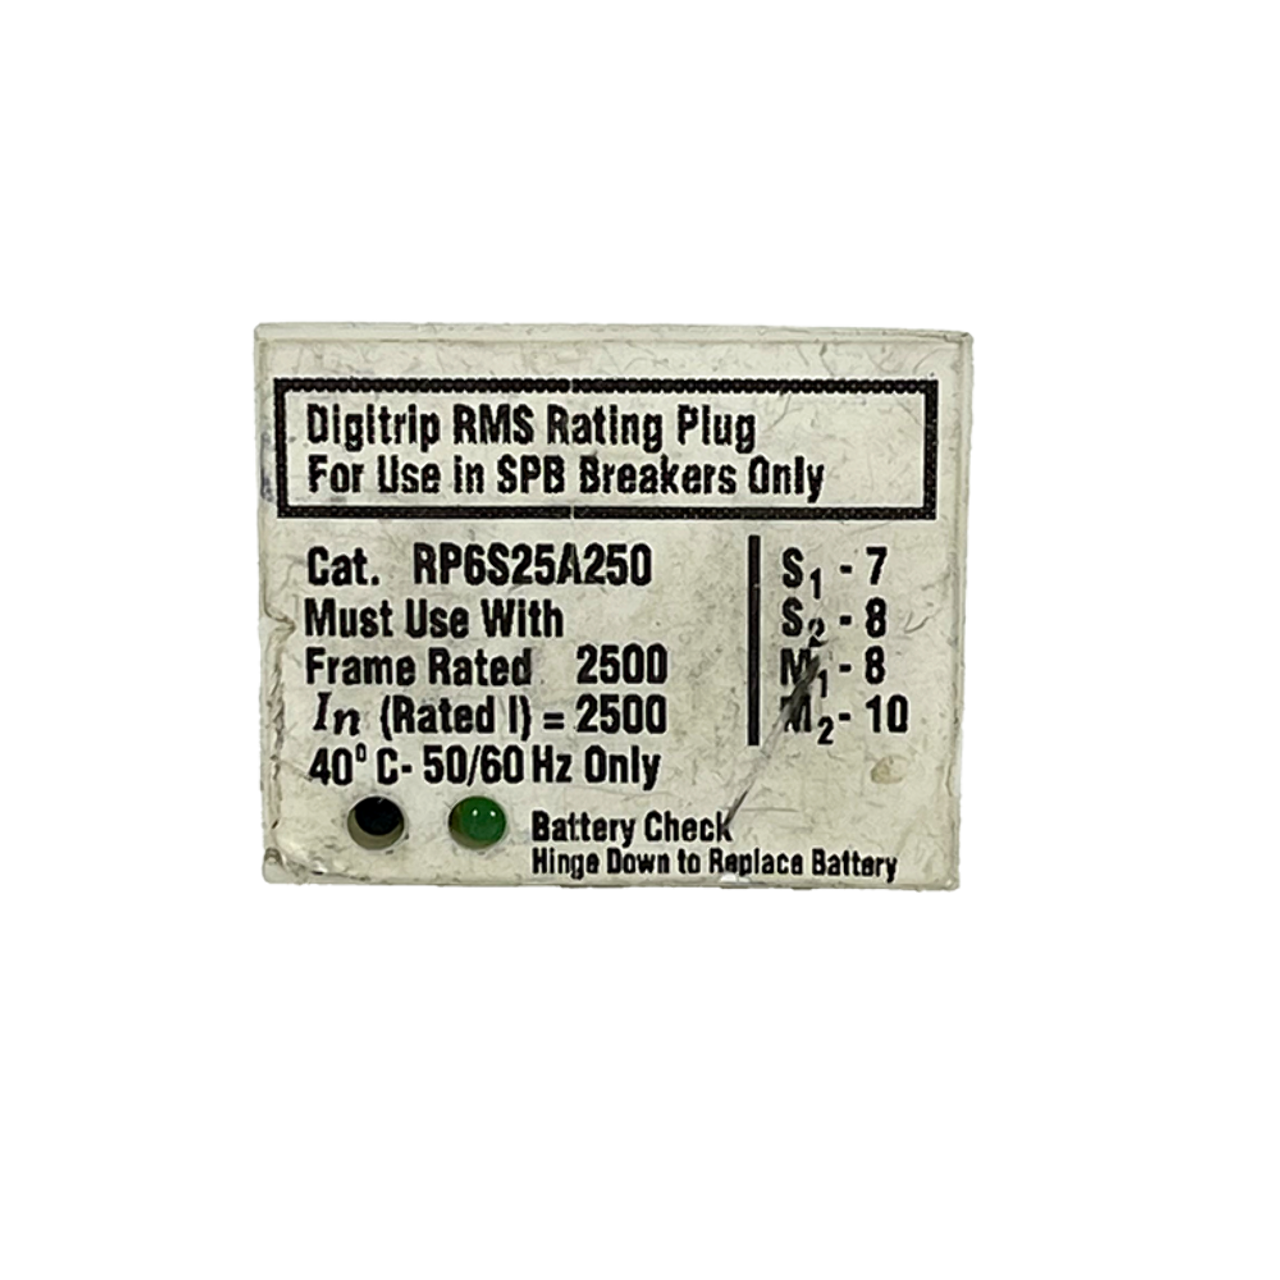 Digitrip RMS Rating Plug
For Use in SPB Breakers Only
Cat. RP6S25A250
Must Use With
Frame Rated 2500
In (Rated I) = 2500
40° C- 50/60 Hz Only
S1 - 7
S2 - 8
M1 - 8
M2 - 10
Battery Check
Hinge Down to Replace Battery